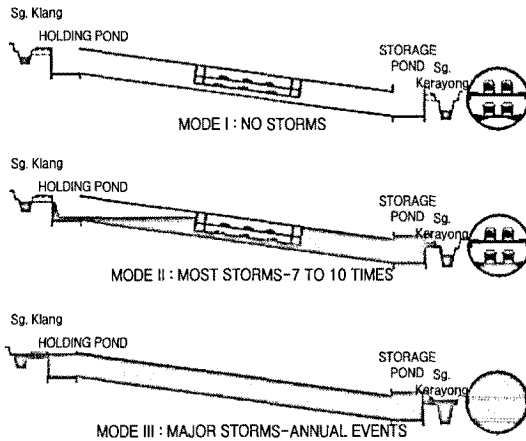 Sg. Klang
HOLDING POND
STORAGE
POND Sg.
Kerayong
MODE I : NO STORMS
Sg. Klang
HOLDING POND
STORAGE
POND Sg.
Kerayong
MODE II : MOST STORMS-7 TO 10 TIMES
Sg. Klang
HOLDING POND
STORAGE
POND Sg.
Kerayong
MODE III : MAJOR STORMS-ANNUAL EVENTS